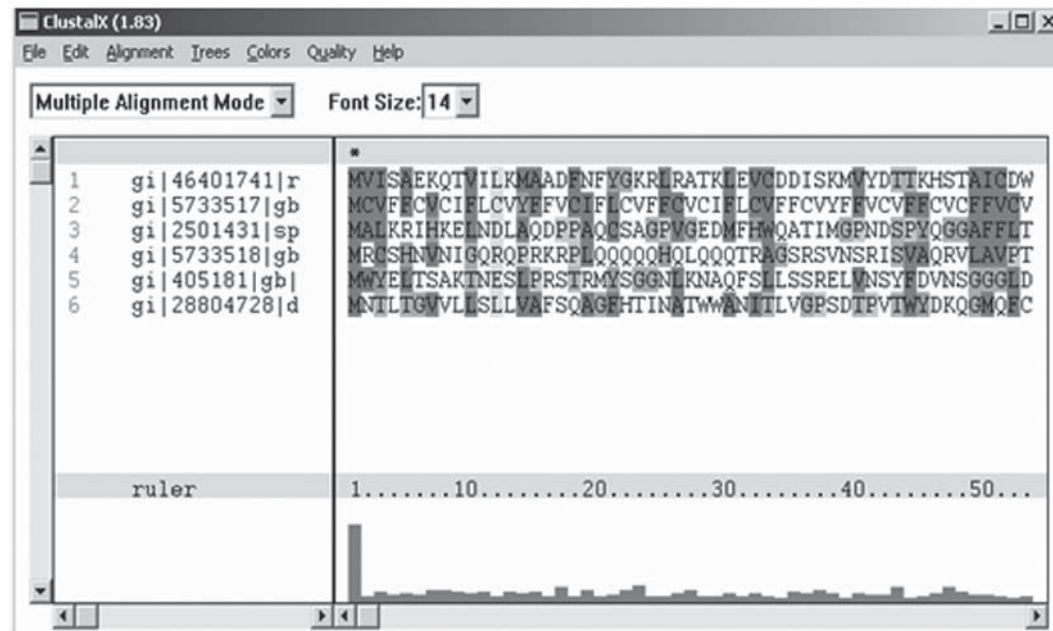 ClustalX (1.83)
File Edit Alignment Trees Colors Quality Help
Multiple Alignment Mode Font Size: 14
*
1 gi|46401741|r MVISAEKQTVILKMAADFNFYGKRLRATKLEVCDDISKMVYDTTKHSTAICDW
2 gi|5733517|gb MCVFFCVCIFLCVYFFVCIFLCVFFCVCIFLCVFFCVYFFVCVFFCVCFFVCV
3 gi|2501431|sp MALKRIHKELNDLAQDPPAQCSAGPVGEDMFHWQATIMGPNDSPYQGGAFFLT
4 gi|5733518|gb MRCSHNVNIGQRQPRKRPLQQQQQHQLQQQTRAGSRSVNSRISVAQRVLAVPT
5 gi|405181|gb| MWYELTSAKTNESLPRSTRMYSGGNLKNAQFSLLSSRELVNSYFDVNSGGGLD
6 gi|28804728|d MNTLTGVVLLSLLVAFSQAGFHTINATWWANITLVGPSDTPVTWYDKQGMQFC
ruler 1.......10........20........30........40........50...